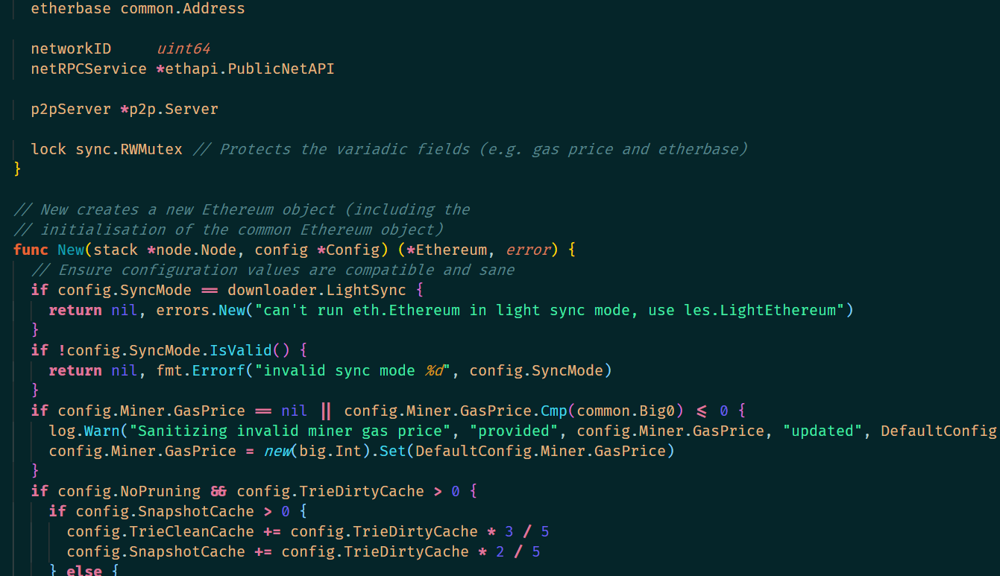 etherbase common.Address
networkID uint64
netRPCService *ethapi.PublicNetAPI
p2pServer *p2p.Server
lock sync.RWMutex // Protects the variadic fields (e.g. gas price and etherbase)
}
// New creates a new Ethereum object (including the
// initialisation of the common Ethereum object)
func New(stack *node.Node, config *Config) (*Ethereum, error) {
// Ensure configuration values are compatible and sane
if config.SyncMode == downloader.LightSync {
return nil, errors.New("can't run eth.Ethereum in light sync mode, use les.LightEthereum")
}
if !config.SyncMode.IsValid() {
return nil, fmt.Errorf("invalid sync mode %d", config.SyncMode)
}
if config.Miner.GasPrice == nil || config.Miner.GasPrice.Cmp(common.Big0) <= 0 {
log.Warn("Sanitizing invalid miner gas price", "provided", config.Miner.GasPrice, "updated", DefaultConfig
config.Miner.GasPrice = new(big.Int).Set(DefaultConfig.Miner.GasPrice)
}
if config.NoPruning && config.TrieDirtyCache > 0 {
if config.SnapshotCache > 0 {
config.TrieCleanCache += config.TrieDirtyCache * 3 / 5
config.SnapshotCache += config.TrieDirtyCache * 2 / 5
} else {